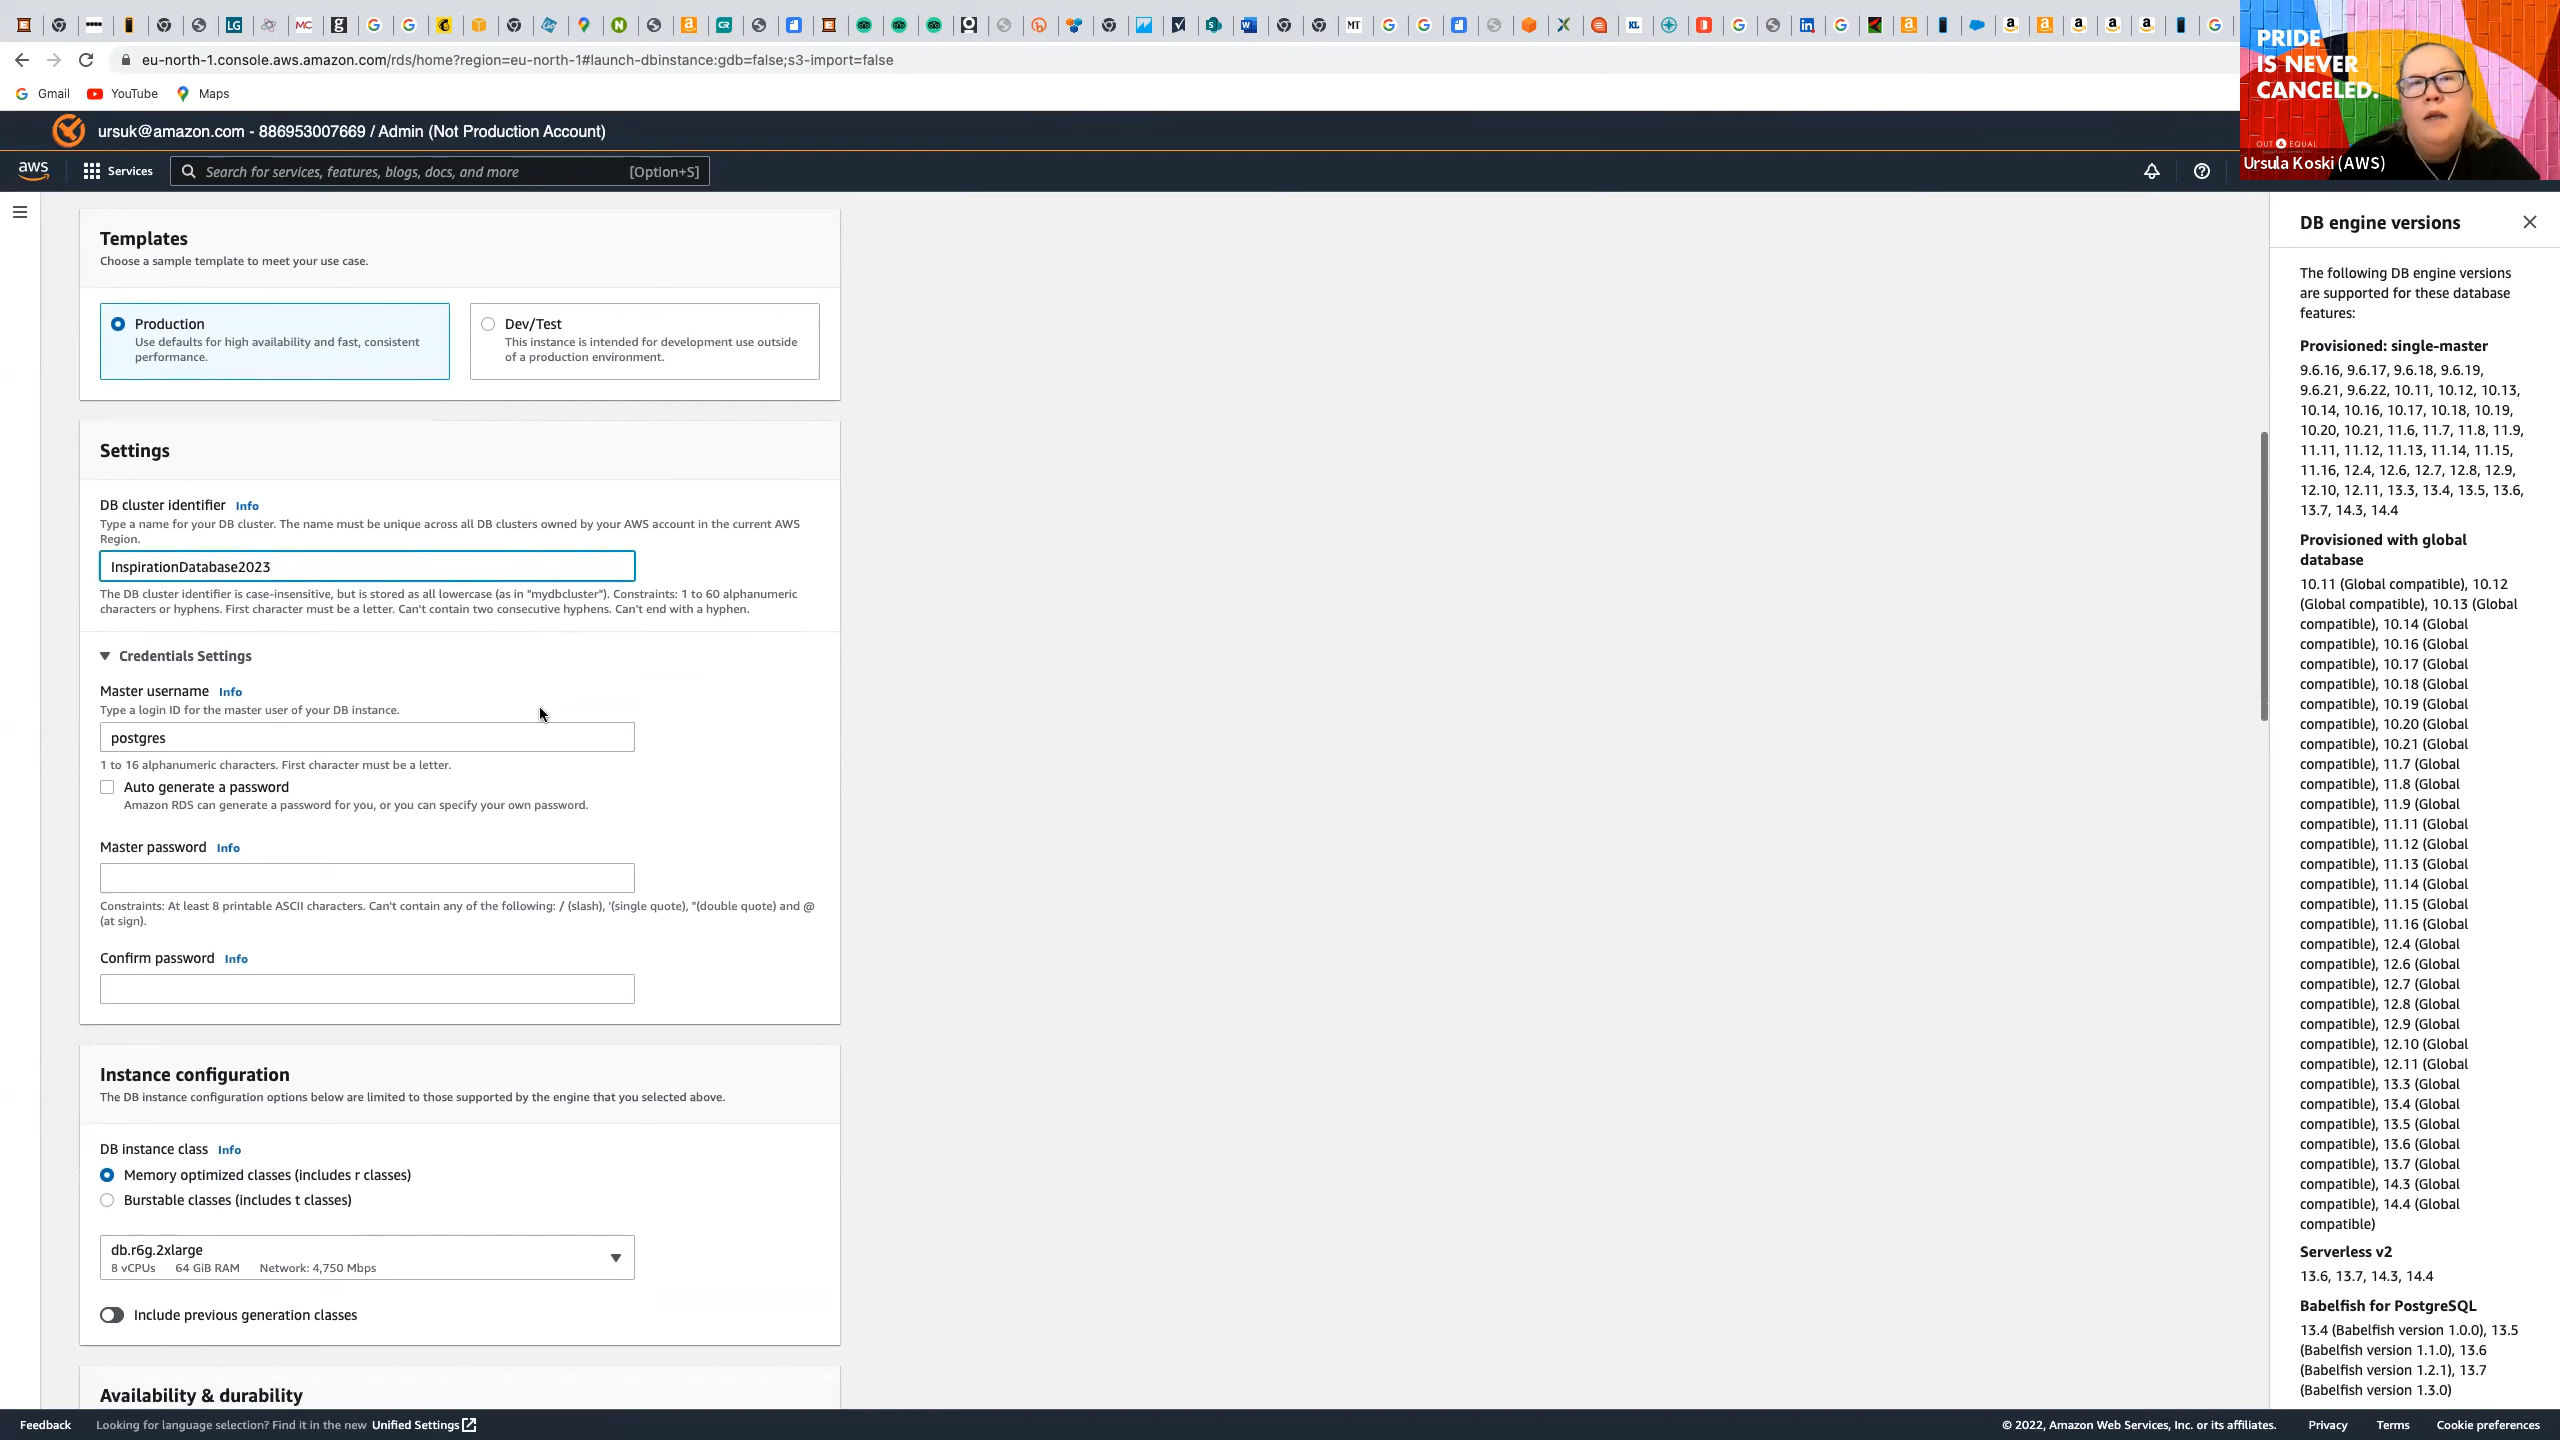 eu-north-1.console.aws.amazon.com/rds/home?region=eu-north-1#launch-dbinstance:gdb=false;s3-import=false
Gmail
YouTube
Maps
ursuk@amazon.com - 886953007669 / Admin (Not Production Account)
aws
Services
Search for services, features, blogs, docs, and more
[Option+S]
PRIDE
IS NEVER
CANCELED.
OUT & EQUAL
Ursula Koski (AWS)
Templates
Choose a sample template to meet your use case.
Production
Use defaults for high availability and fast, consistent
performance.
Dev/Test
This instance is intended for development use outside
of a production environment.
Settings
DB cluster identifier Info
Type a name for your DB cluster. The name must be unique across all DB clusters owned by your AWS account in the current AWS
Region.
InspirationDatabase2023
The DB cluster identifier is case-insensitive, but is stored as all lowercase (as in "mydbcluster"). Constraints: 1 to 60 alphanumeric
characters or hyphens. First character must be a letter. Can't contain two consecutive hyphens. Can't end with a hyphen.
Credentials Settings
Master username Info
Type a login ID for the master user of your DB instance.
postgres
1 to 16 alphanumeric characters. First character must be a letter.
Auto generate a password
Amazon RDS can generate a password for you, or you can specify your own password.
Master password Info
Constraints: At least 8 printable ASCII characters. Can't contain any of the following: / (slash), '(single quote), "(double quote) and @
(at sign).
Confirm password Info
Instance configuration
The DB instance configuration options below are limited to those supported by the engine that you selected above.
DB instance class Info
Memory optimized classes (includes r classes)
Burstable classes (includes t classes)
db.r6g.2xlarge
8 vCPUs 64 GiB RAM Network: 4,750 Mbps
Include previous generation classes
Availability & durability
DB engine versions
The following DB engine versions
are supported for these database
features:
Provisioned: single-master
9.6.16, 9.6.17, 9.6.18, 9.6.19,
9.6.21, 9.6.22, 10.11, 10.12, 10.13,
10.14, 10.16, 10.17, 10.18, 10.19,
10.20, 10.21, 11.6, 11.7, 11.8, 11.9,
11.11, 11.12, 11.13, 11.14, 11.15,
11.16, 12.4, 12.6, 12.7, 12.8, 12.9,
12.10, 12.11, 13.3, 13.4, 13.5, 13.6,
13.7, 14.3, 14.4
Provisioned with global
database
10.11 (Global compatible), 10.12
(Global compatible), 10.13 (Global
compatible), 10.14 (Global
compatible), 10.16 (Global
compatible), 10.17 (Global
compatible), 10.18 (Global
compatible), 10.19 (Global
compatible), 10.20 (Global
compatible), 10.21 (Global
compatible), 11.7 (Global
compatible), 11.8 (Global
compatible), 11.9 (Global
compatible), 11.11 (Global
compatible), 11.12 (Global
compatible), 11.13 (Global
compatible), 11.14 (Global
compatible), 11.15 (Global
compatible), 11.16 (Global
compatible), 12.4 (Global
compatible), 12.6 (Global
compatible), 12.7 (Global
compatible), 12.8 (Global
compatible), 12.9 (Global
compatible), 12.10 (Global
compatible), 12.11 (Global
compatible), 13.3 (Global
compatible), 13.4 (Global
compatible), 13.5 (Global
compatible), 13.6 (Global
compatible), 13.7 (Global
compatible), 14.3 (Global
compatible), 14.4 (Global
compatible)
Serverless v2
13.6, 13.7, 14.3, 14.4
Babelfish for PostgreSQL
13.4 (Babelfish version 1.0.0), 13.5
(Babelfish version 1.1.0), 13.6
(Babelfish version 1.2.1), 13.7
(Babelfish version 1.3.0)
Feedback
Looking for language selection? Find it in the new Unified Settings
© 2022, Amazon Web Services, Inc. or its affiliates.
Privacy
Terms
Cookie preferences